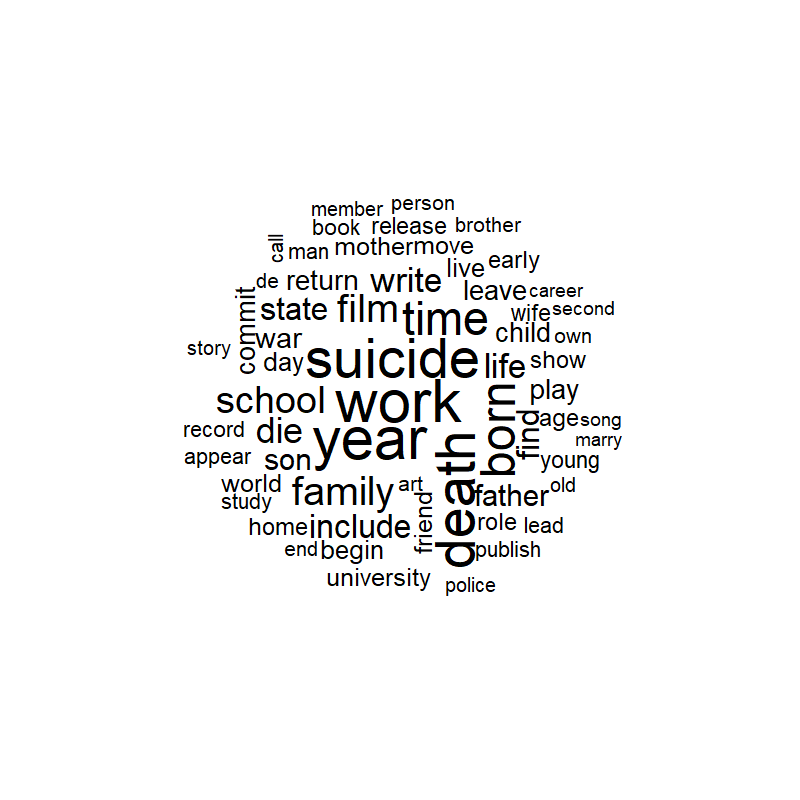 member person
book release brother
call man mother move
live early
de return write leave career
commit state film time wife second
war child own
story day suicide life show
school work born play
record die year find age song
marry
appear son death young
world family art father old
study
home include friend role lead
end begin publish
university police